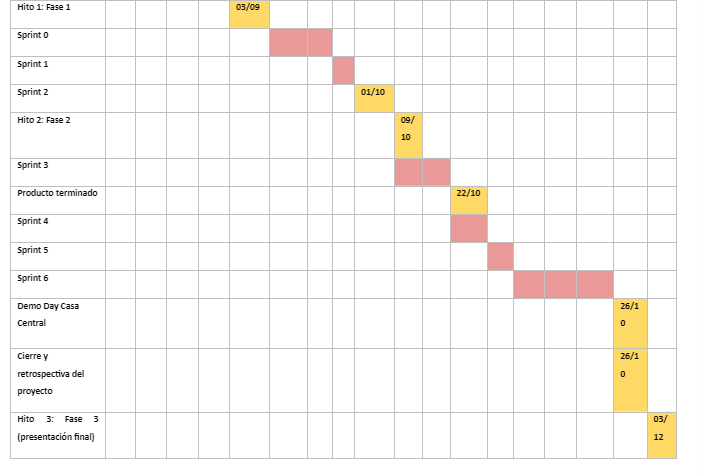 Hito 1: Fase 1 03/09
Sprint 0
Sprint 1
Sprint 2 01/10
Hito 2: Fase 2 09/
10
Sprint 3
Producto terminado 22/10
Sprint 4
Sprint 5
Sprint 6
Demo Day Casa 26/1
Central 0
Cierre y 26/1
retrospectiva del 0
proyecto
Hito 3: Fase 3 03/
(presentación final) 12